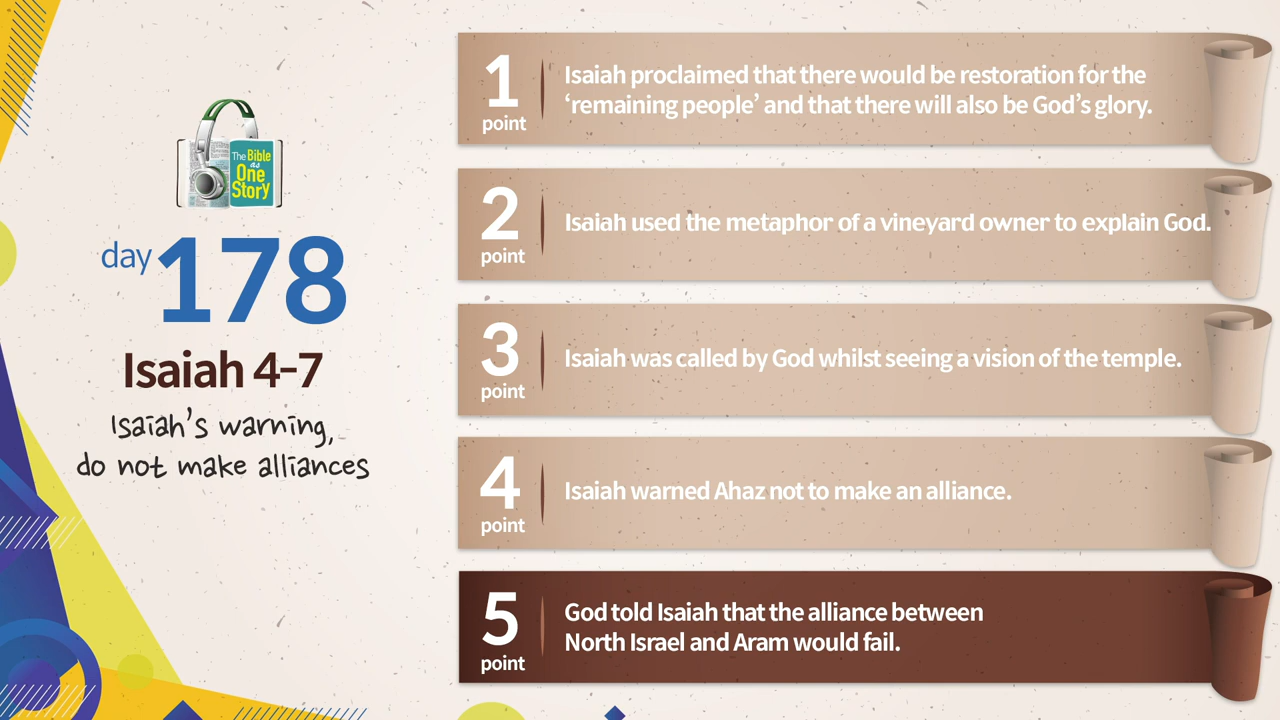 The Bible
as
One
Story
day 178
Isaiah 4-7
Isaiah's warning,
do not make alliances
1
point
Isaiah proclaimed that there would be restoration for the
‘remaining people’ and that there will also be God’s glory.
2
point
Isaiah used the metaphor of a vineyard owner to explain God.
3
point
Isaiah was called by God whilst seeing a vision of the temple.
4
point
Isaiah warned Ahaz not to make an alliance.
5
point
God told Isaiah that the alliance between
North Israel and Aram would fail.